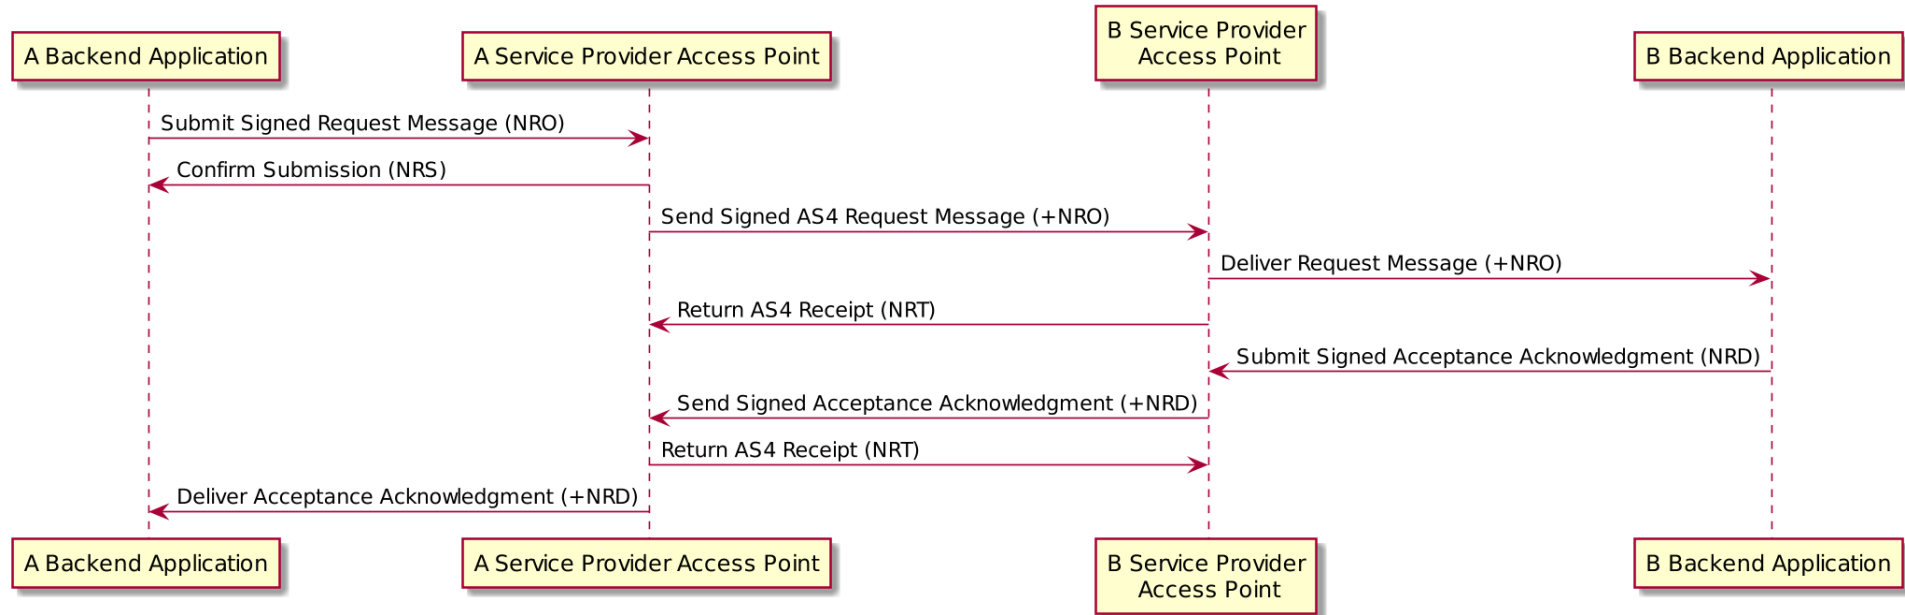 A Backend Application
A Service Provider Access Point
B Service Provider
Access Point
B Backend Application
Submit Signed Request Message (NRO)
Confirm Submission (NRS)
Send Signed AS4 Request Message (+NRO)
Deliver Request Message (+NRO)
Return AS4 Receipt (NRT)
Submit Signed Acceptance Acknowledgment (NRD)
Send Signed Acceptance Acknowledgment (+NRD)
Return AS4 Receipt (NRT)
Deliver Acceptance Acknowledgment (+NRD)
A Backend Application
A Service Provider Access Point
B Service Provider
Access Point
B Backend Application